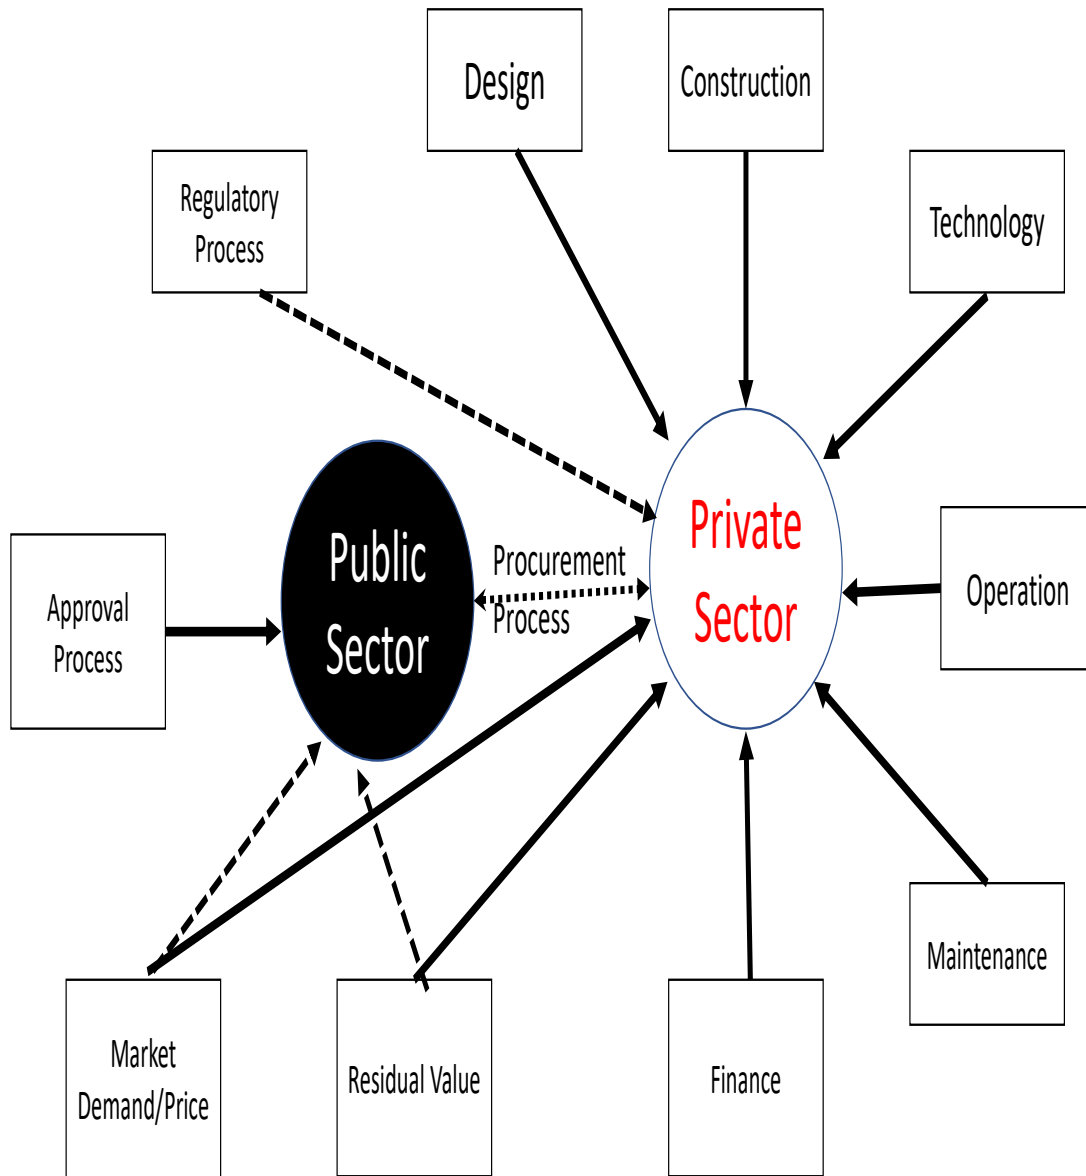 Design
Construction
Regulatory
Process
Technology
Public
Sector
Procurement
Process
Private
Sector
Approval
Process
Operation
Maintenance
Market
Demand/Price
Residual Value
Finance